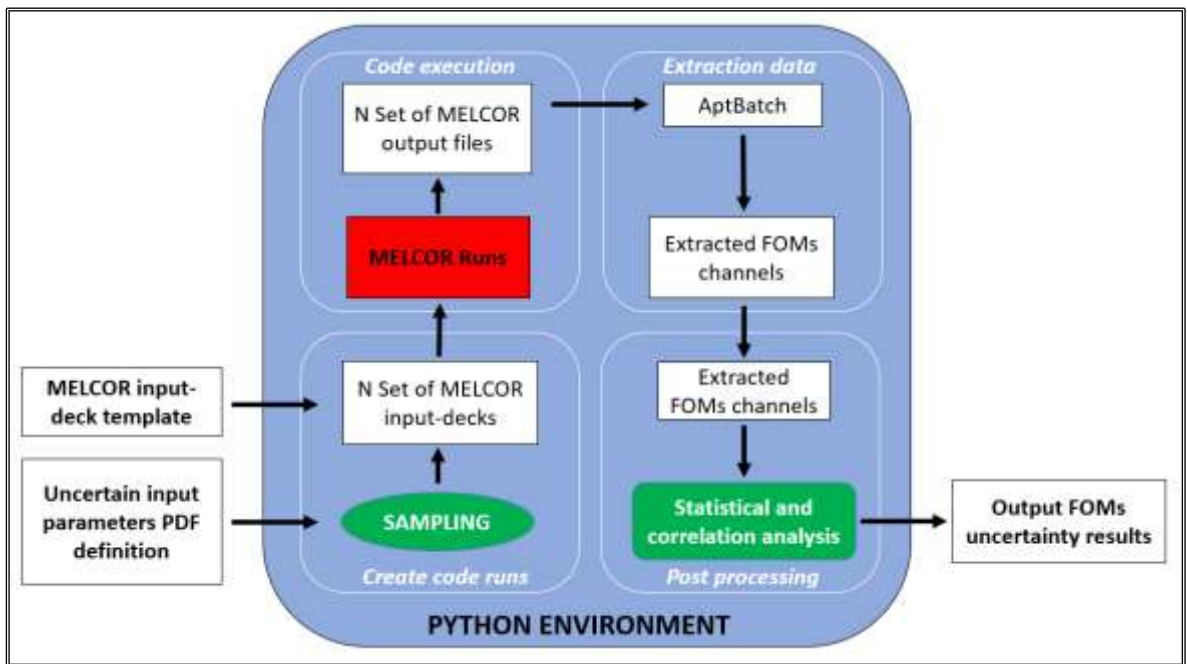 Code execution
N Set of MELCOR
output files
MELCOR Runs
Extraction data
AptBatch
Extracted FOMs
channels
MELCOR input-
deck template
Uncertain input
parameters PDF
definition
N Set of MELCOR
input-decks
SAMPLING
Create code runs
Extracted
FOMs channels
Statistical and
correlation analysis
Post processing
Output FOMs
uncertainty results
PYTHON ENVIRONMENT